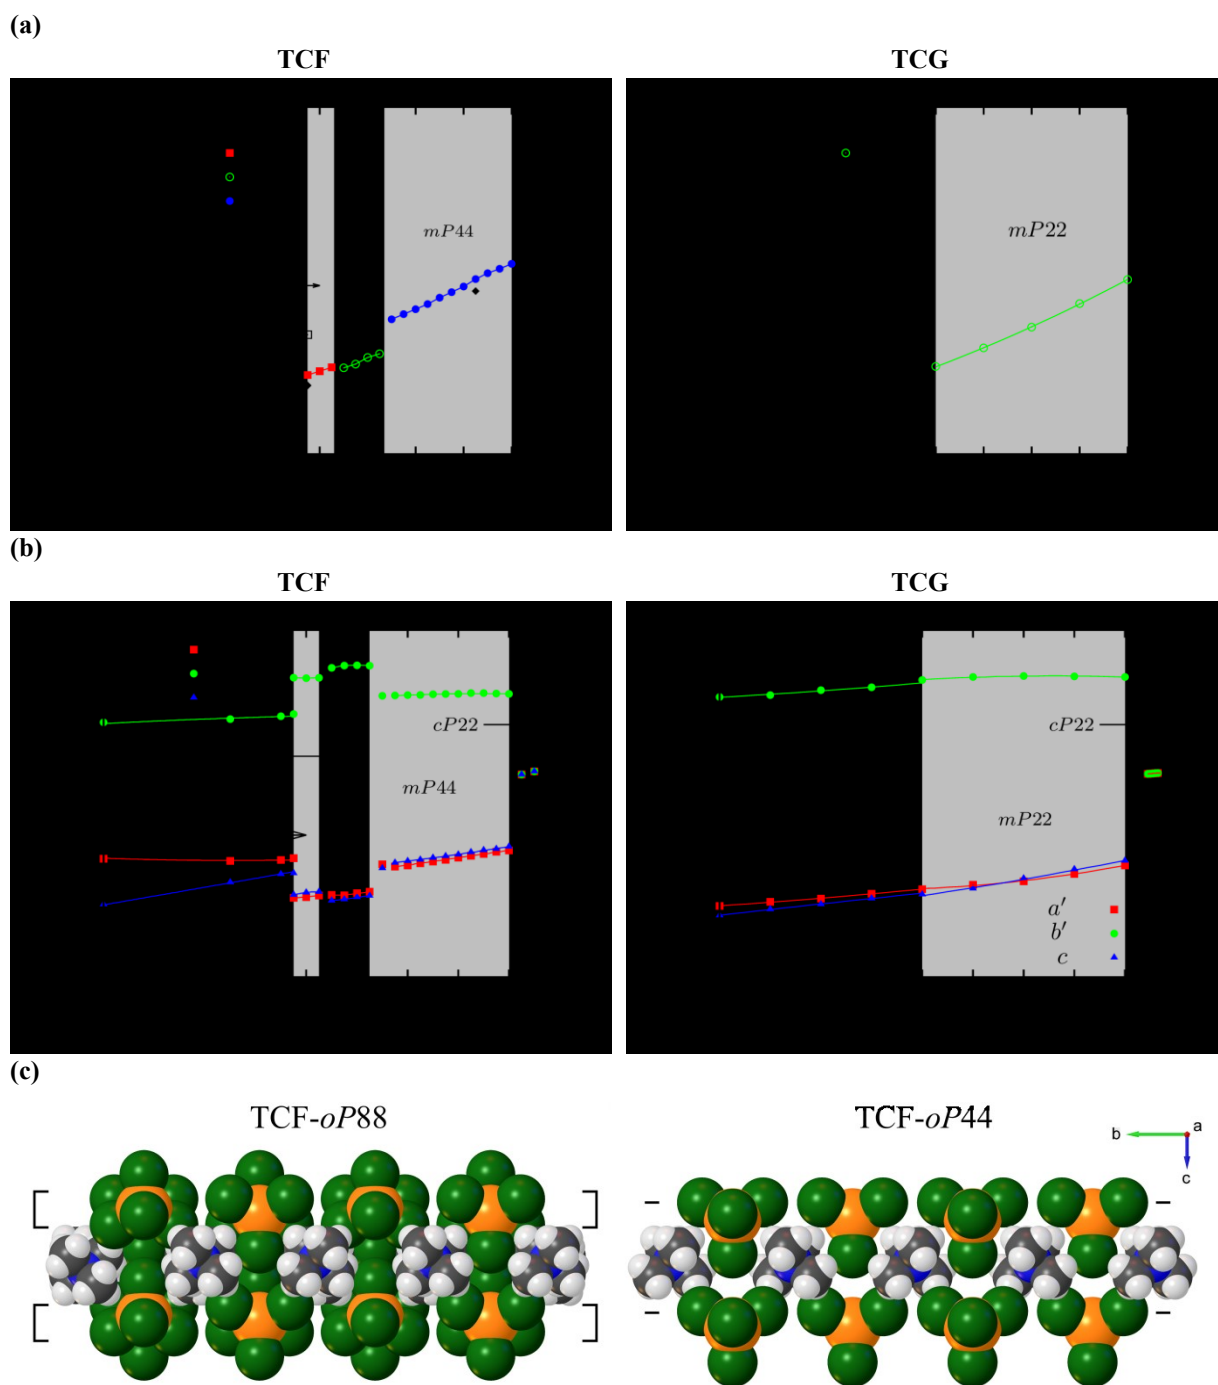 (a)
TCF TCG
mP44
mP22
(b)
TCF TCG
cP22 cP22
mP44
mP22
a′
b′
c
(c)
TCF-oP88 TCF-oP44
b a
c